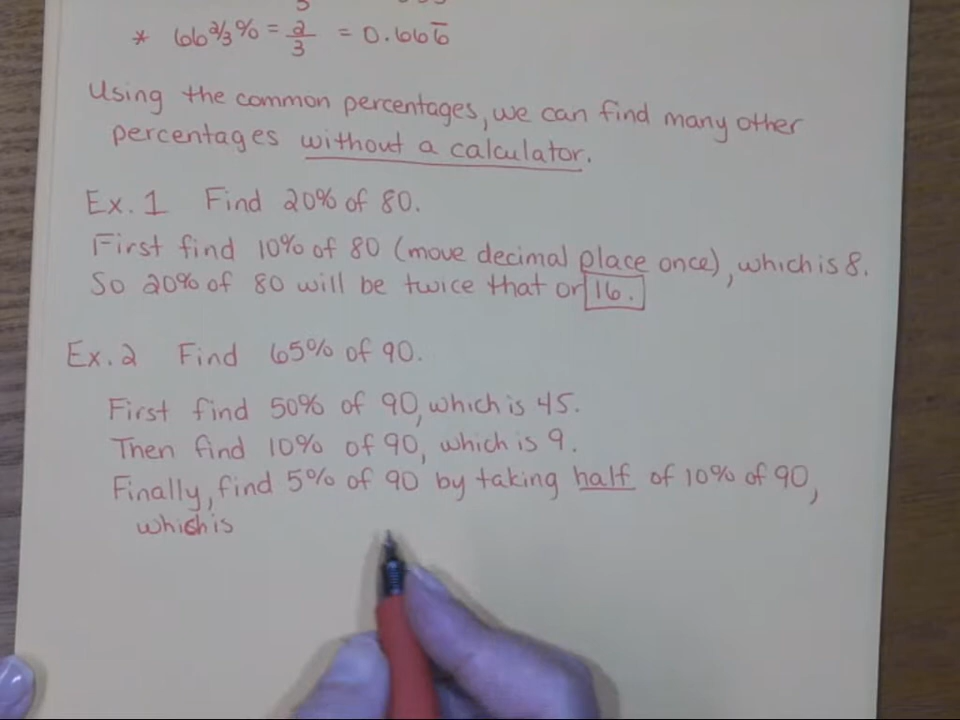 * 66 2/3% = 2/3 = 0.666̅
Using the common percentages, we can find many other
percentages without a calculator.
Ex. 1 Find 20% of 80.
First find 10% of 80 (move decimal place once), which is 8.
So 20% of 80 will be twice that or 16.
Ex. 2 Find 65% of 90.
First find 50% of 90, which is 45.
Then find 10% of 90, which is 9.
Finally, find 5% of 90 by taking half of 10% of 90,
which is